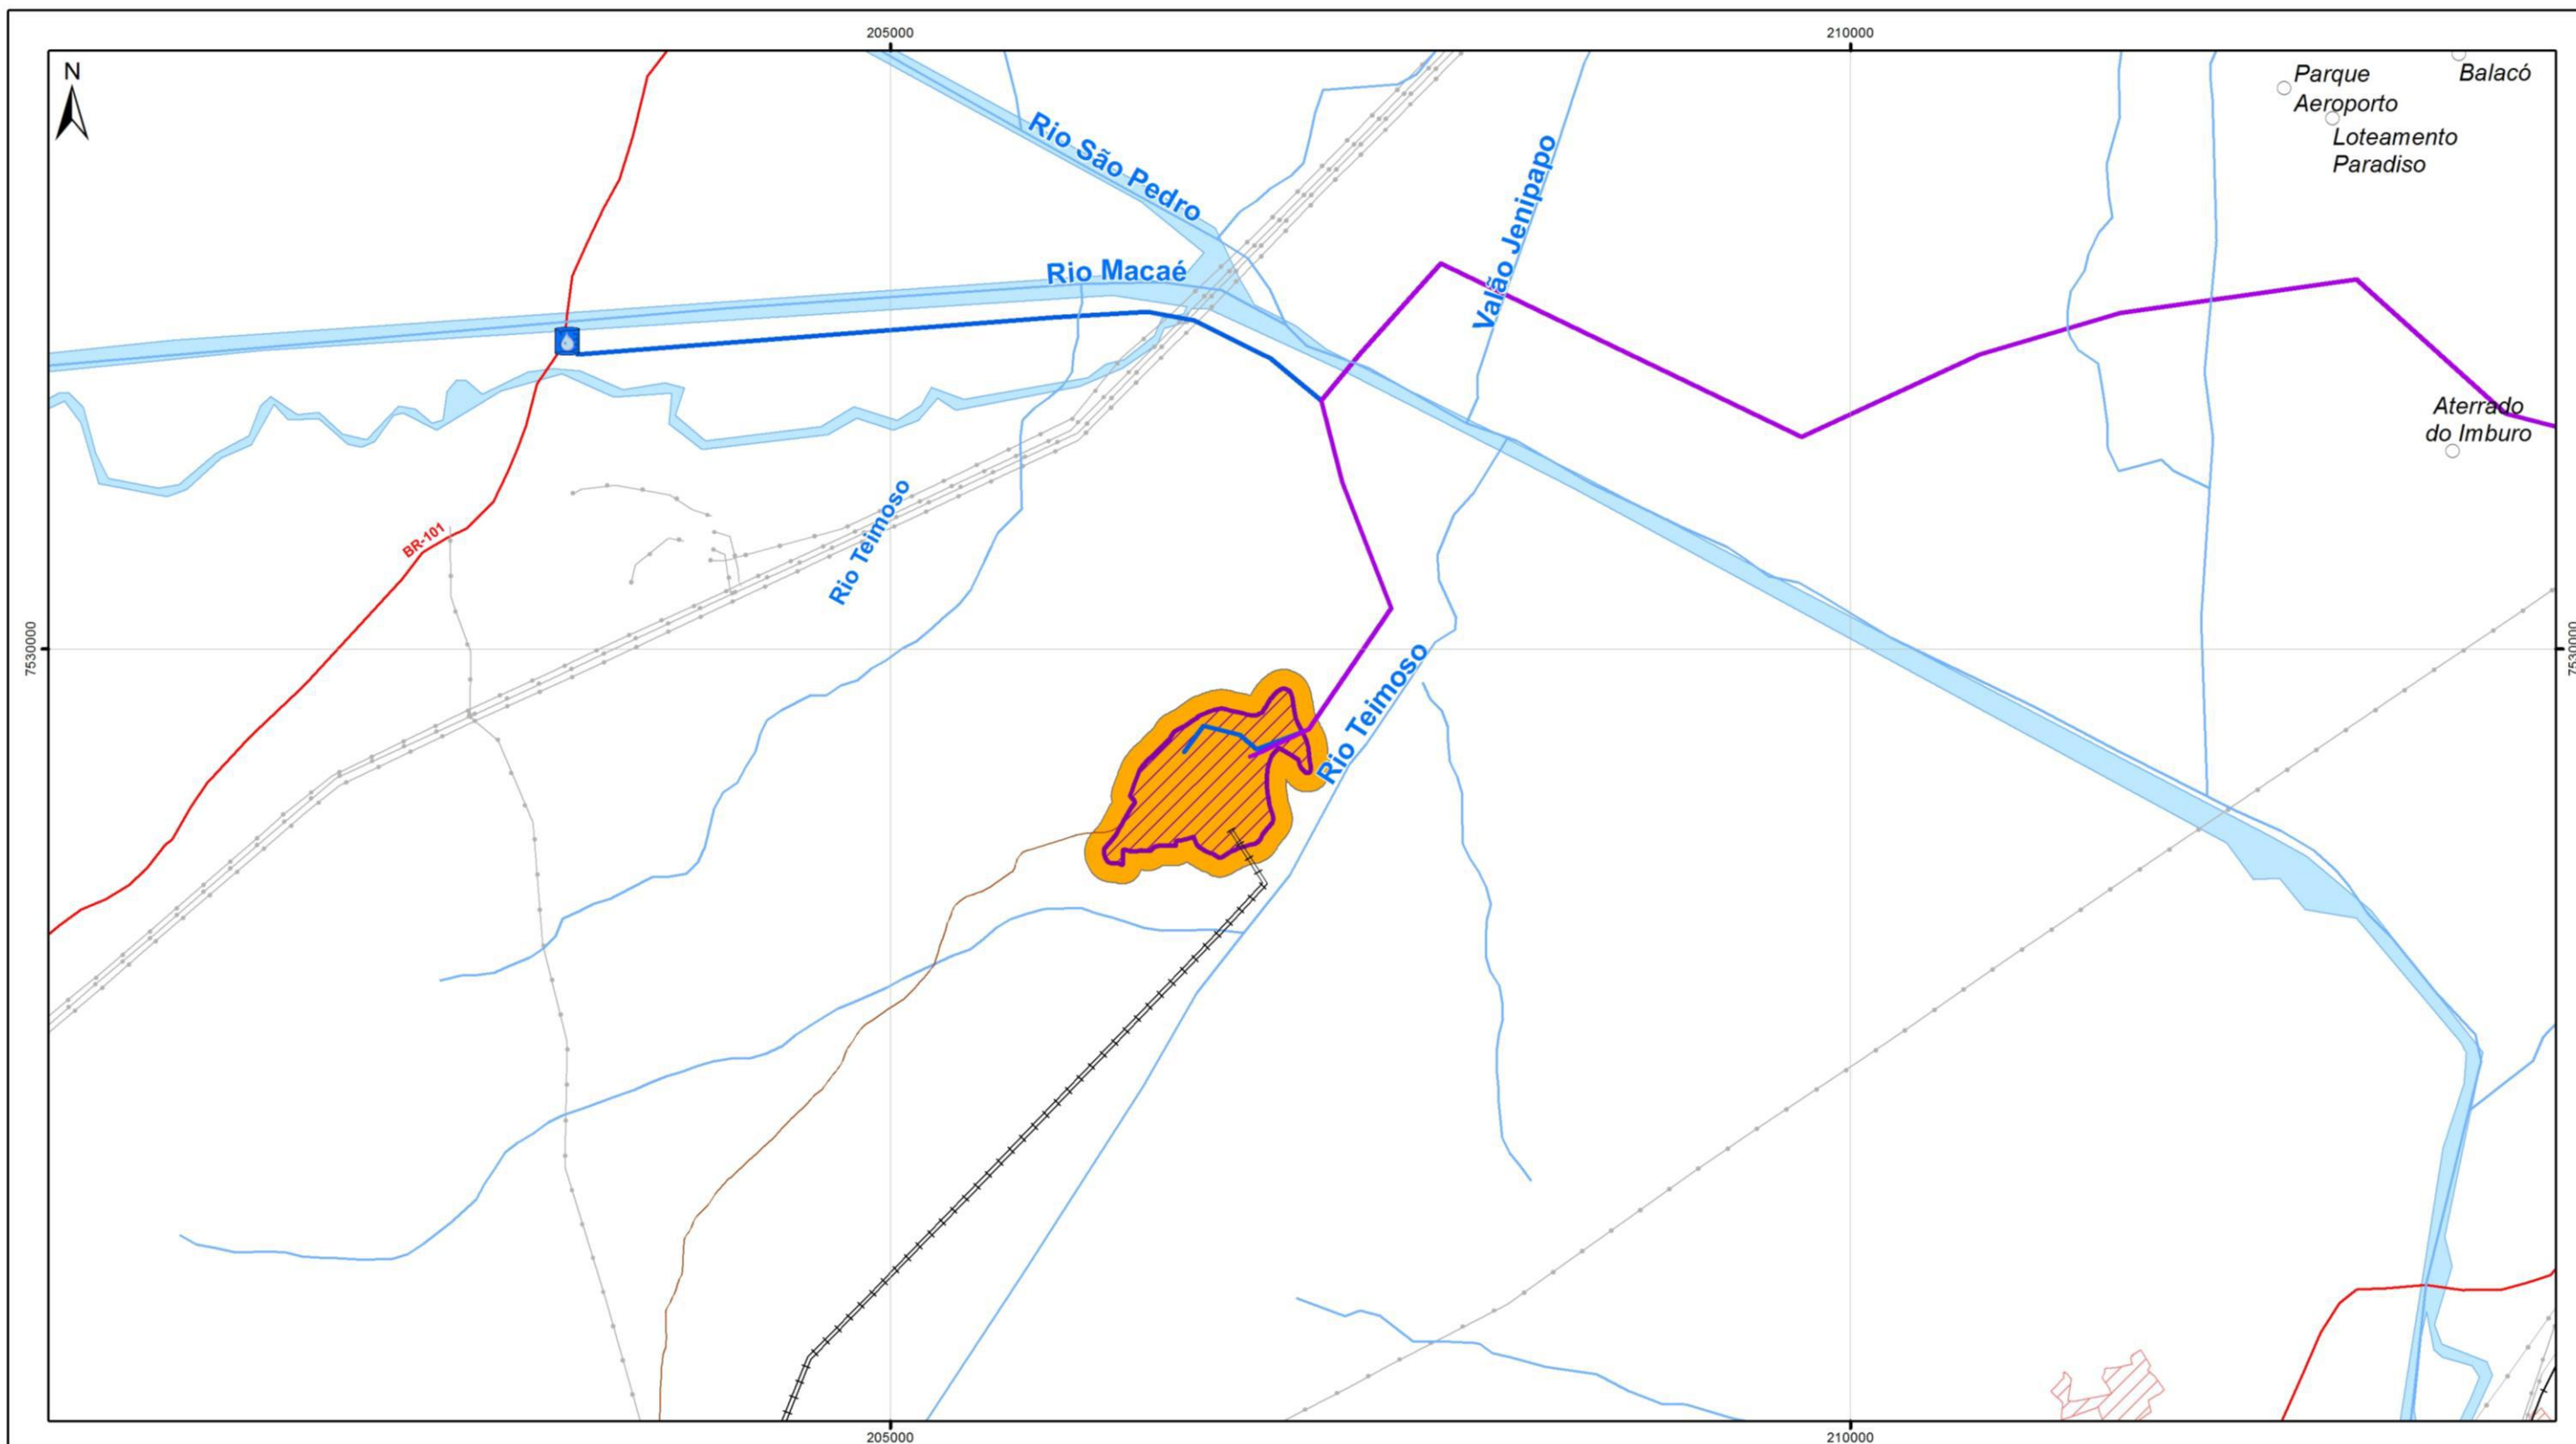 205000
210000
N
Parque
Aeroporto
Balacó
Loteamento
Paradiso
Rio São Pedro
Valão Jenipapo
Rio Macaé
Aterrado
do Imburo
Rio Teimoso
BR-101
7530000
7530000
Rio Teimoso
205000
210000